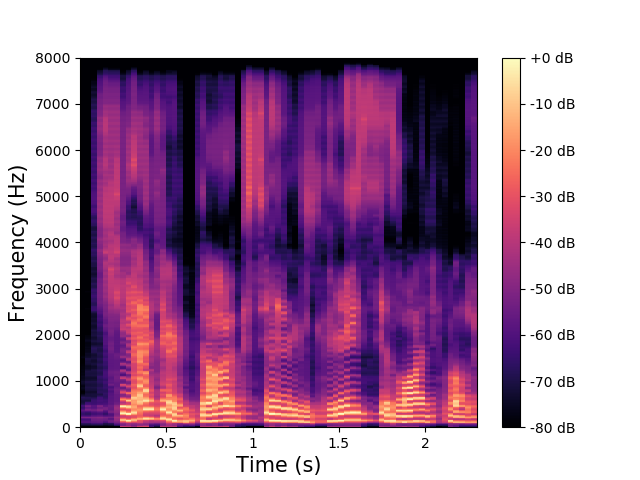 8000
7000
6000
5000
4000
3000
2000
1000
0
Frequency (Hz)
0
0.5
1
1.5
2
Time (s)
+0 dB
-10 dB
-20 dB
-30 dB
-40 dB
-50 dB
-60 dB
-70 dB
-80 dB